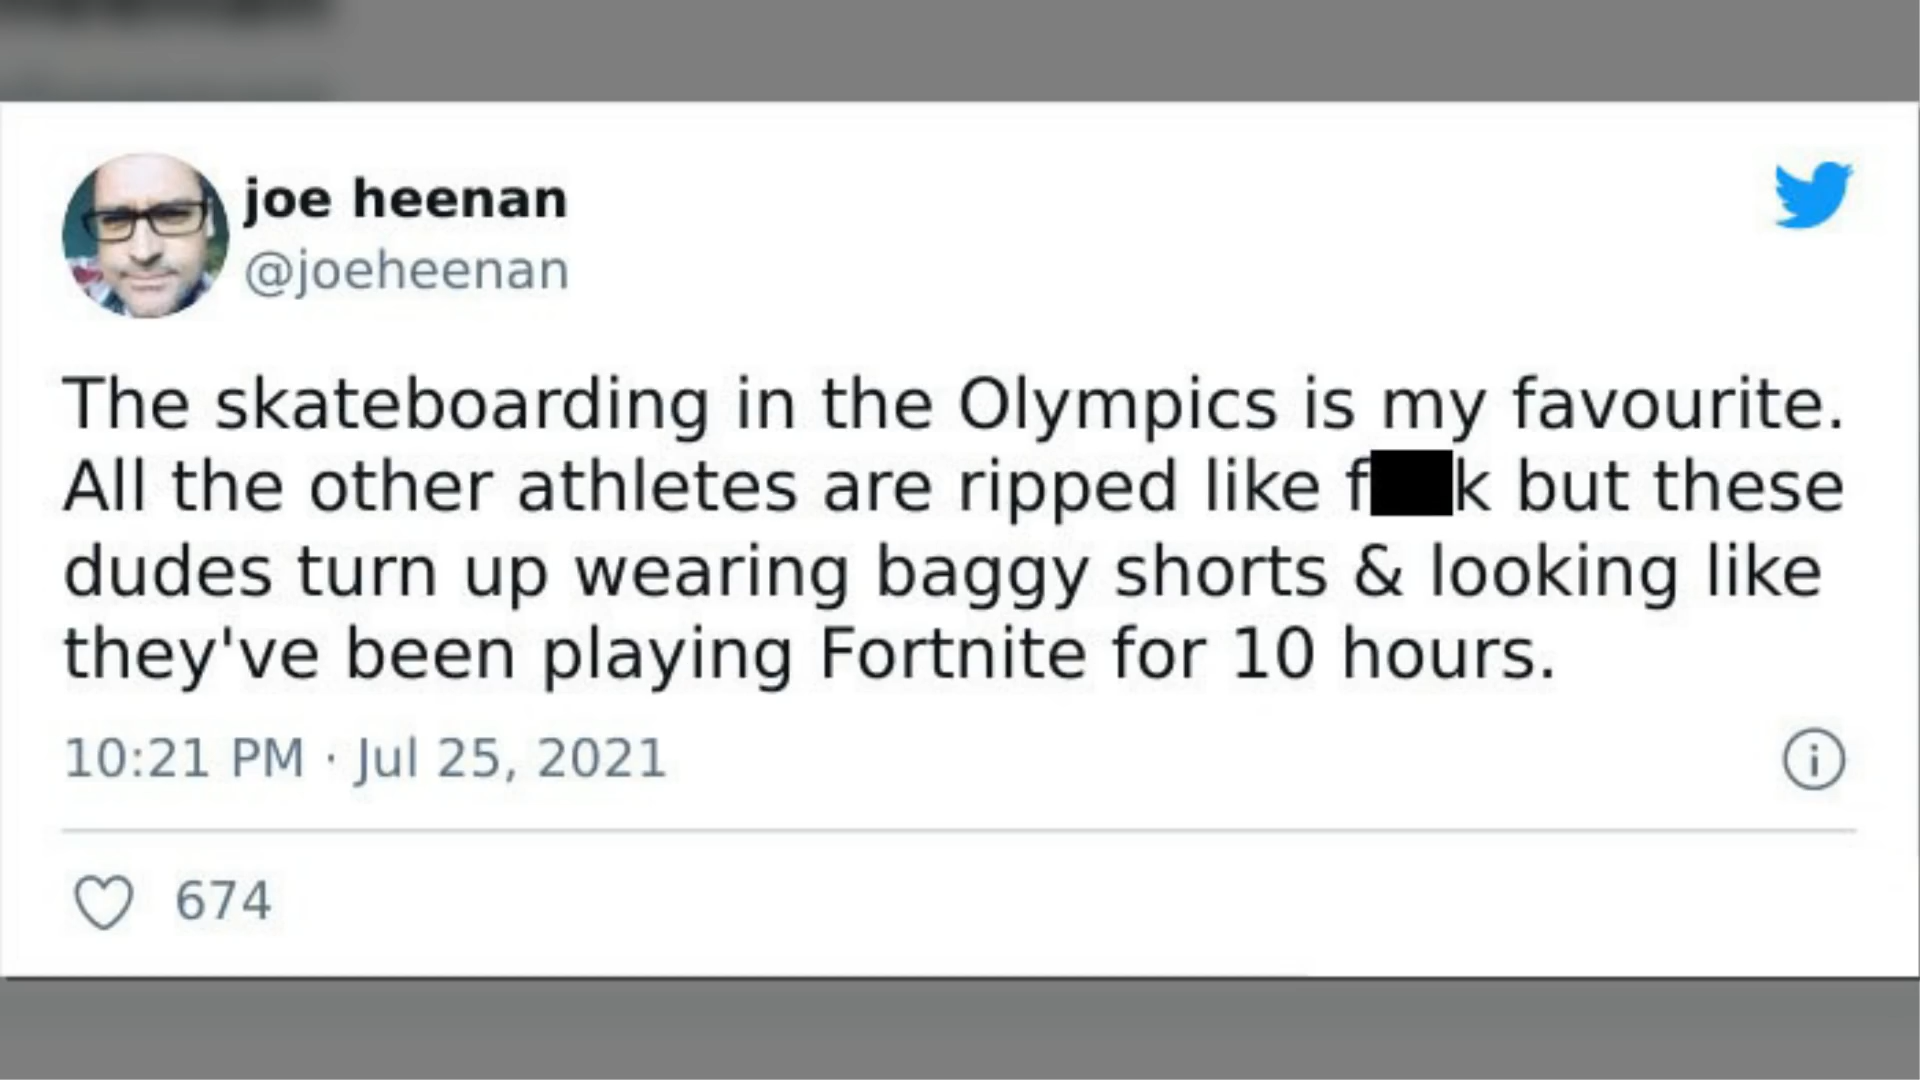 joe heenan
@joeheenan
The skateboarding in the Olympics is my favourite.
All the other athletes are ripped like f██k but these
dudes turn up wearing baggy shorts & looking like
they've been playing Fortnite for 10 hours.
10:21 PM · Jul 25, 2021
674